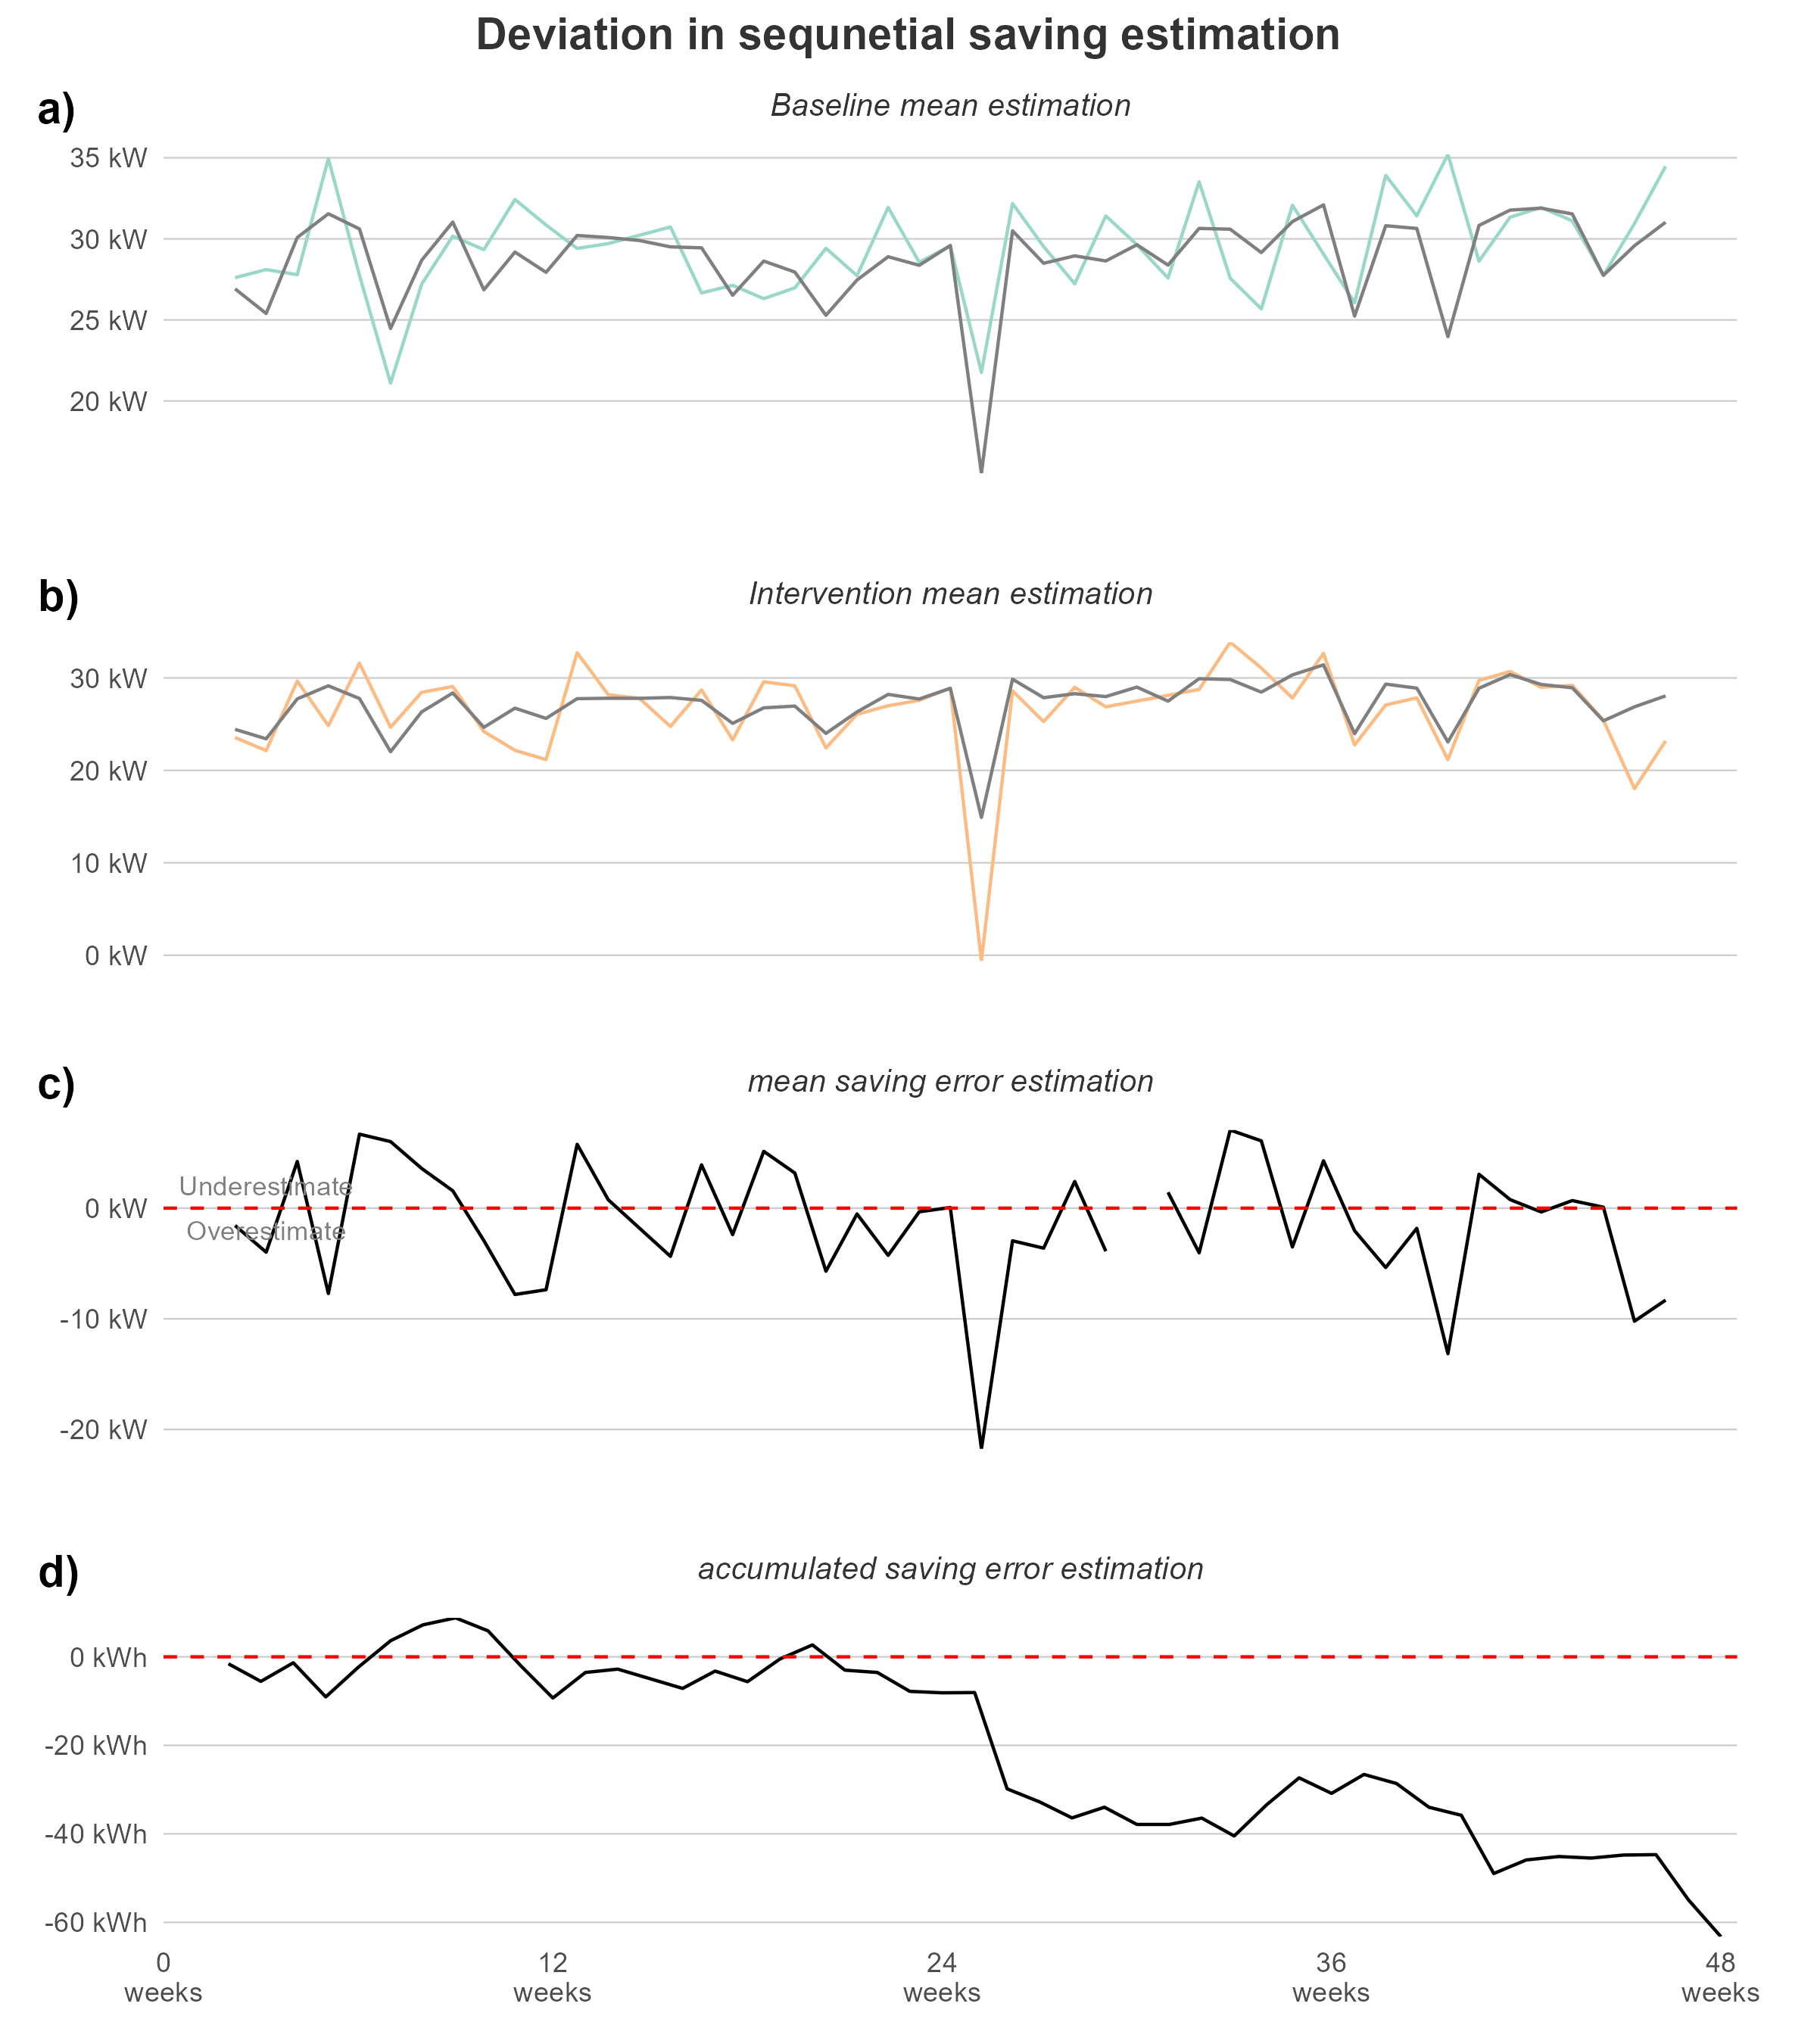 Deviation in sequnetial saving estimation
a)
Baseline mean estimation
35 kW
30 kW
25 kW
20 kW
b)
Intervention mean estimation
30 kW
20 kW
10 kW
0 kW
c)
mean saving error estimation
Underestimate
0 kW
Overestimate
-10 kW
-20 kW
d)
accumulated saving error estimation
0 kWh
-20 kWh
-40 kWh
-60 kWh
0 12 24 36 48
weeks weeks weeks weeks weeks